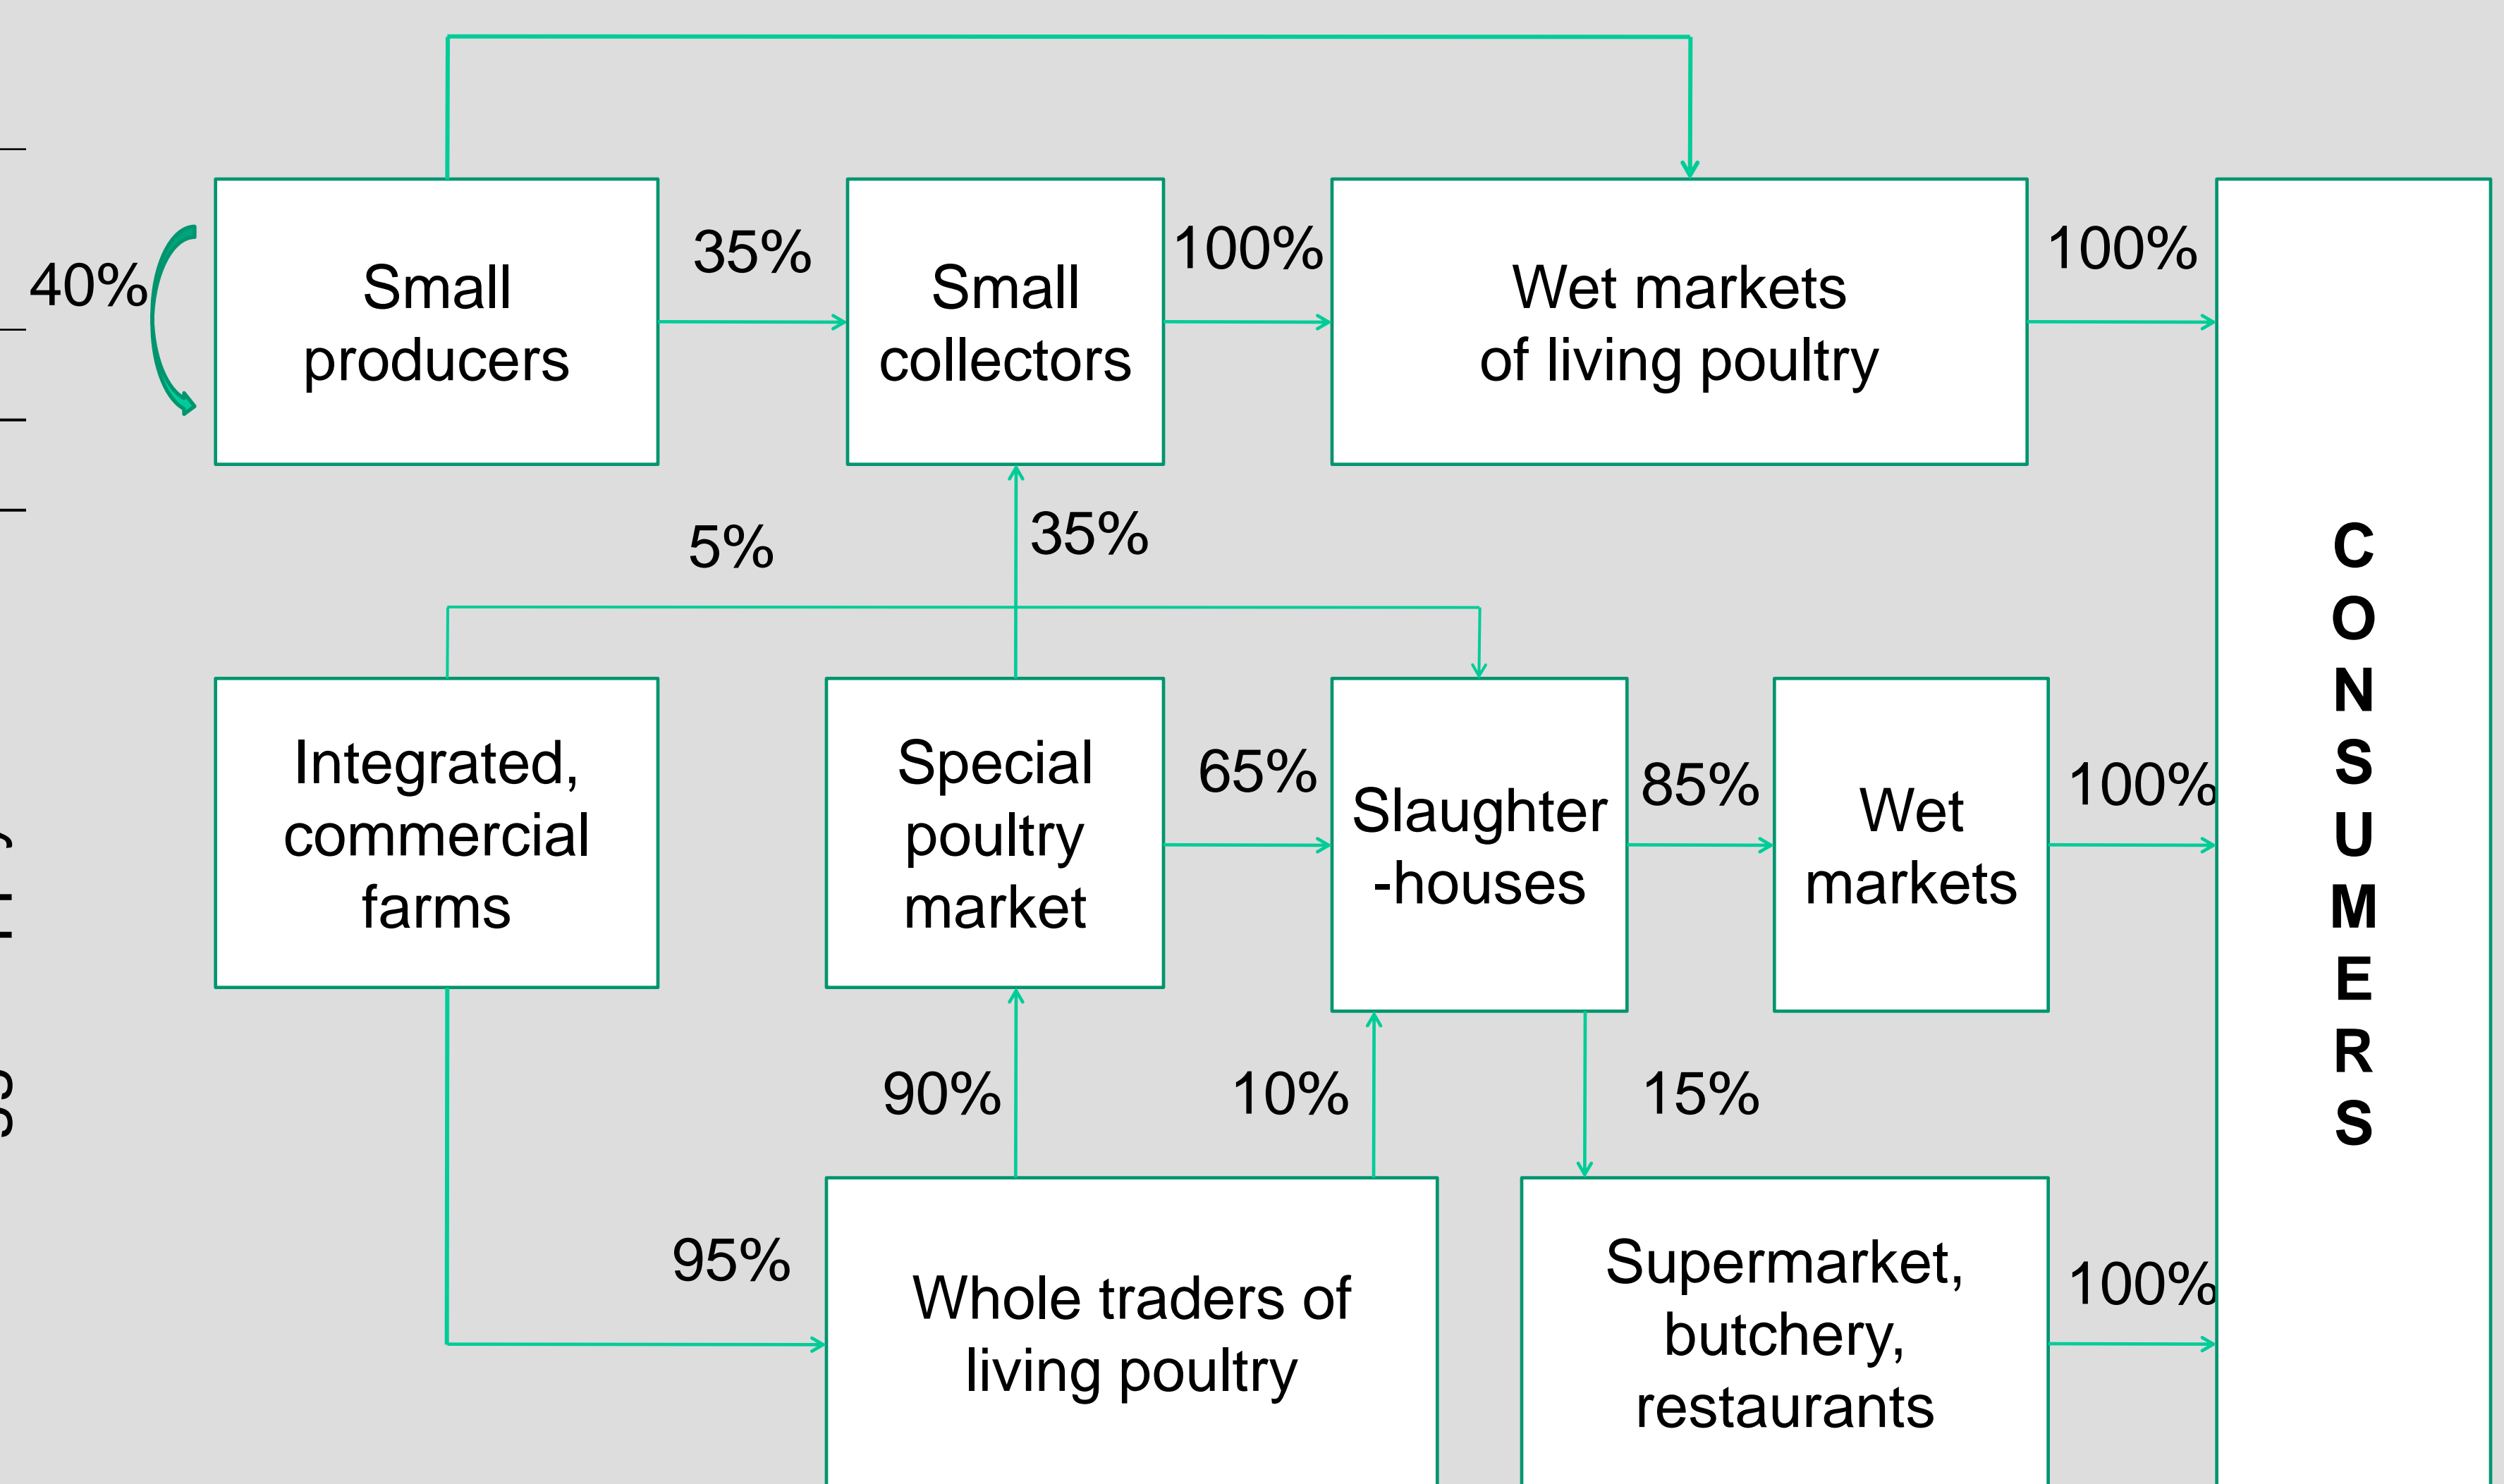 40%
Small
producers
35%
Small
collectors
100%
Wet markets
of living poultry
100%
5%
35%
Integrated,
commercial
farms
Special
poultry
market
65%
Slaughter
-houses
85%
Wet
markets
100%
C
O
N
S
U
M
E
R
S
90%
10%
15%
95%
Whole traders of
living poultry
Supermarket,
butchery,
restaurants
100%